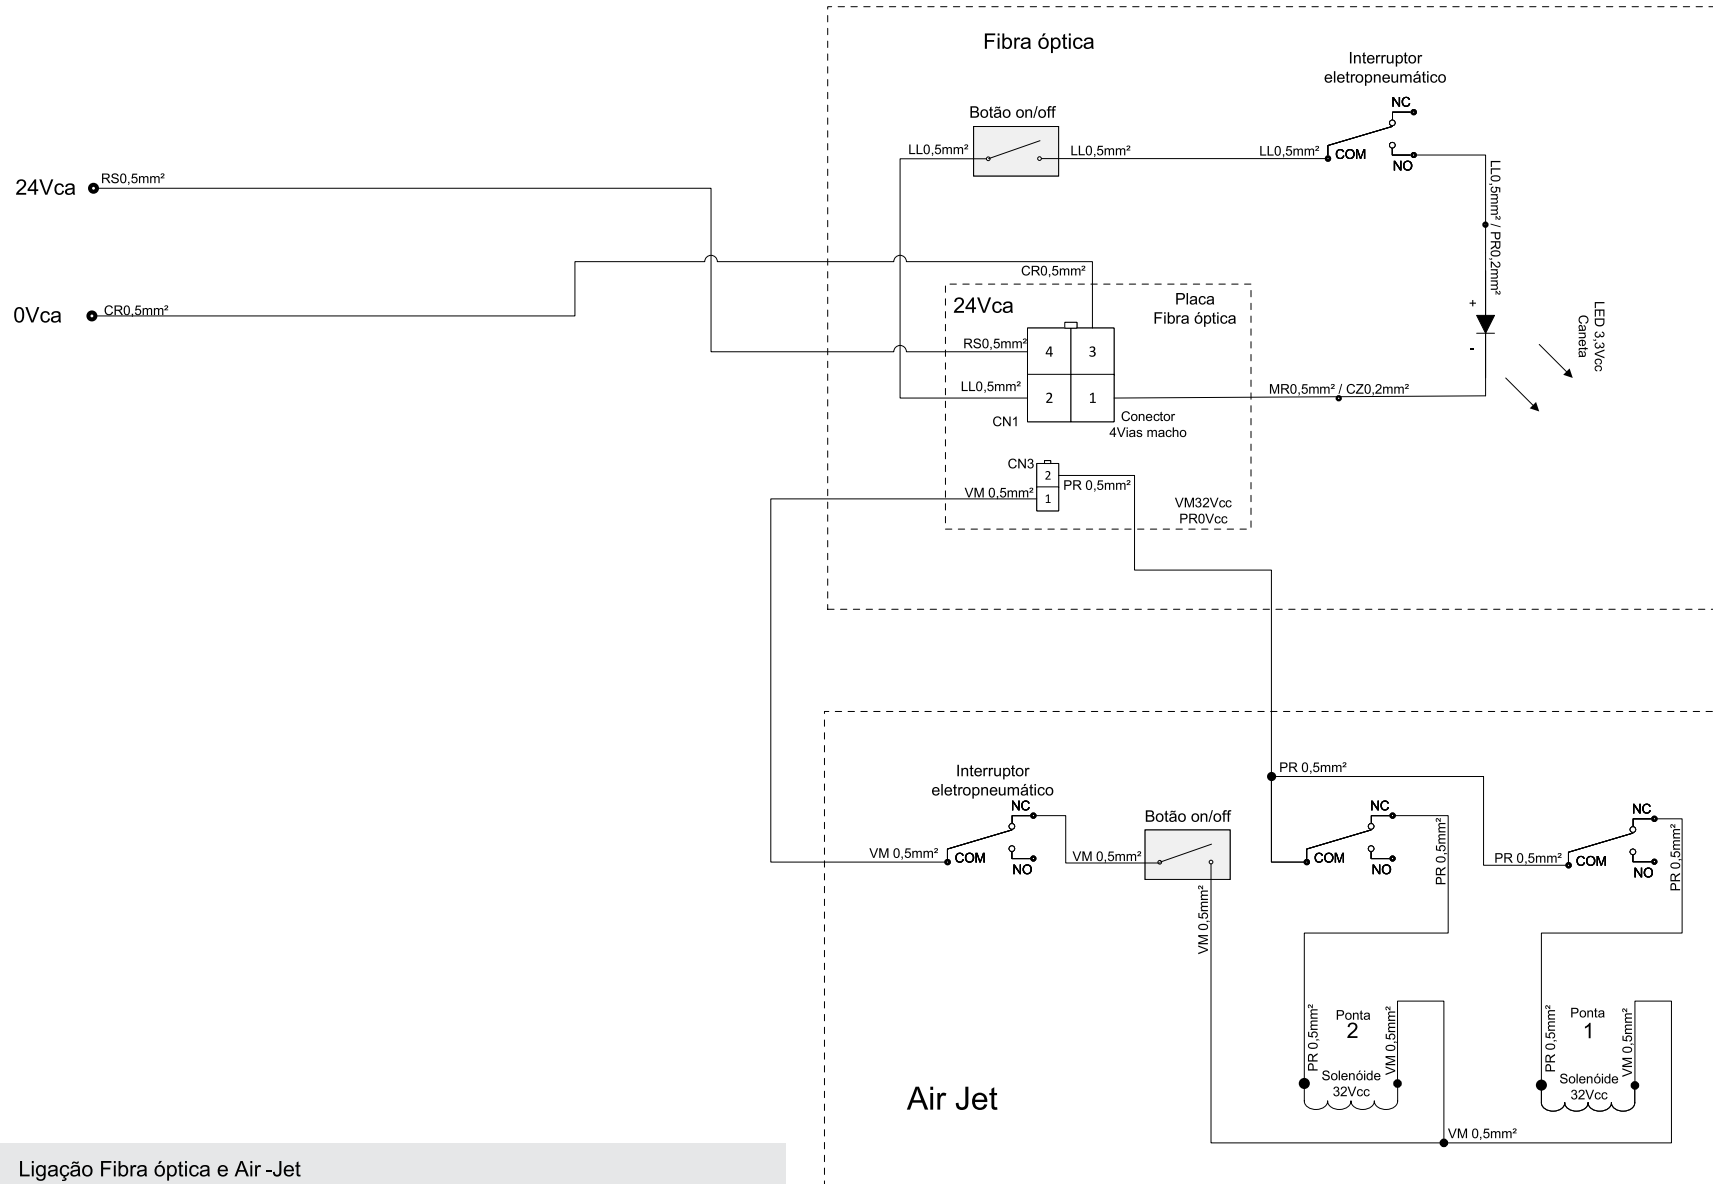 Fibra óptica
Interruptor
eletropneumático
NC
Botão on/off
LL0,5mm²
LL0,5mm²
LL0,5mm²
COM
NO
24Vca
RS0,5mm²
LL0,5mm² / PR0,2mm²
CR0,5mm²
0Vca
CR0,5mm²
24Vca
Placa
Fibra óptica
+
-
LED 3,3Vcc
Caneta
RS0,5mm²
4
3
LL0,5mm²
2
1
MR0,5mm² / CZ0,2mm²
CN1
Conector
4Vias macho
CN3
2
PR 0,5mm²
VM 0,5mm²
1
VM32Vcc
PR0Vcc
PR 0,5mm²
Interruptor
eletropneumático
NC
Botão on/off
NC
NC
VM 0,5mm²
COM
NO
VM 0,5mm²
COM
NO
PR 0,5mm²
PR 0,5mm²
COM
NO
PR 0,5mm²
VM 0,5mm²
PR 0,5mm²
Ponta
2
VM 0,5mm²
Solenóide
32Vcc
PR 0,5mm²
Ponta
1
VM 0,5mm²
Solenóide
32Vcc
Air Jet
VM 0,5mm²
Ligação Fibra óptica e Air -Jet